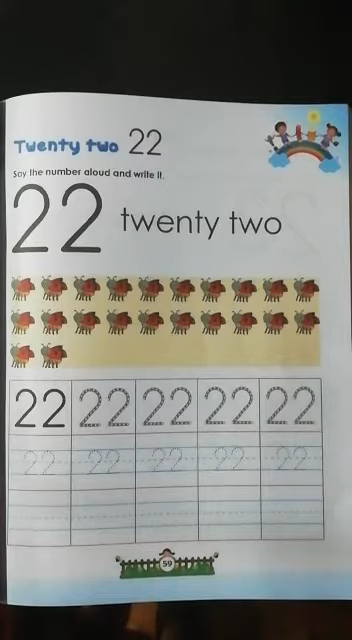 Twenty two 22
Say the number aloud and write it.
22 twenty two
22 22 22 22 22
22 22 22 22 22
59